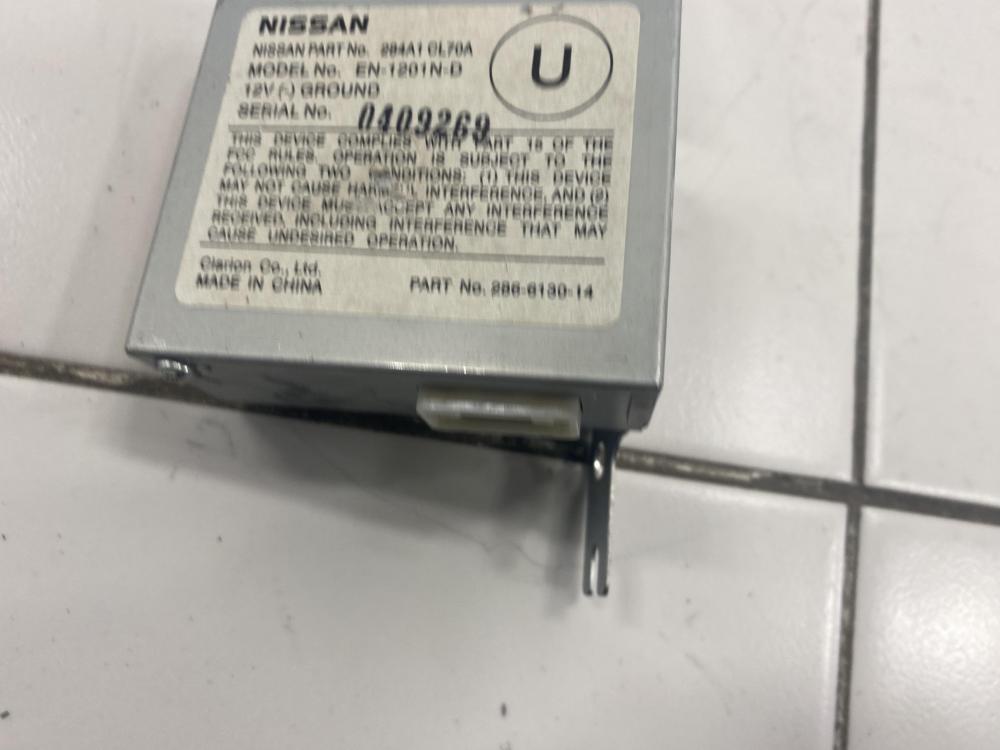 NISSAN
NISSAN PART No. 284A1 CL70A
MODEL No. EN-1201N-D
12V (-) GROUND
SERIAL No. 0409269
U
THIS DEVICE COMPLIES WITH PART 15 OF THE
FCC RULES. OPERATION IS SUBJECT TO THE
FOLLOWING TWO CONDITIONS: (1) THIS DEVICE
MAY NOT CAUSE HARMFUL INTERFERENCE, AND (2)
THIS DEVICE MUST ACCEPT ANY INTERFERENCE
RECEIVED, INCLUDING INTERFERENCE THAT MAY
CAUSE UNDESIRED OPERATION.
Clarion Co., Ltd.
MADE IN CHINA
PART No. 286-6130-14